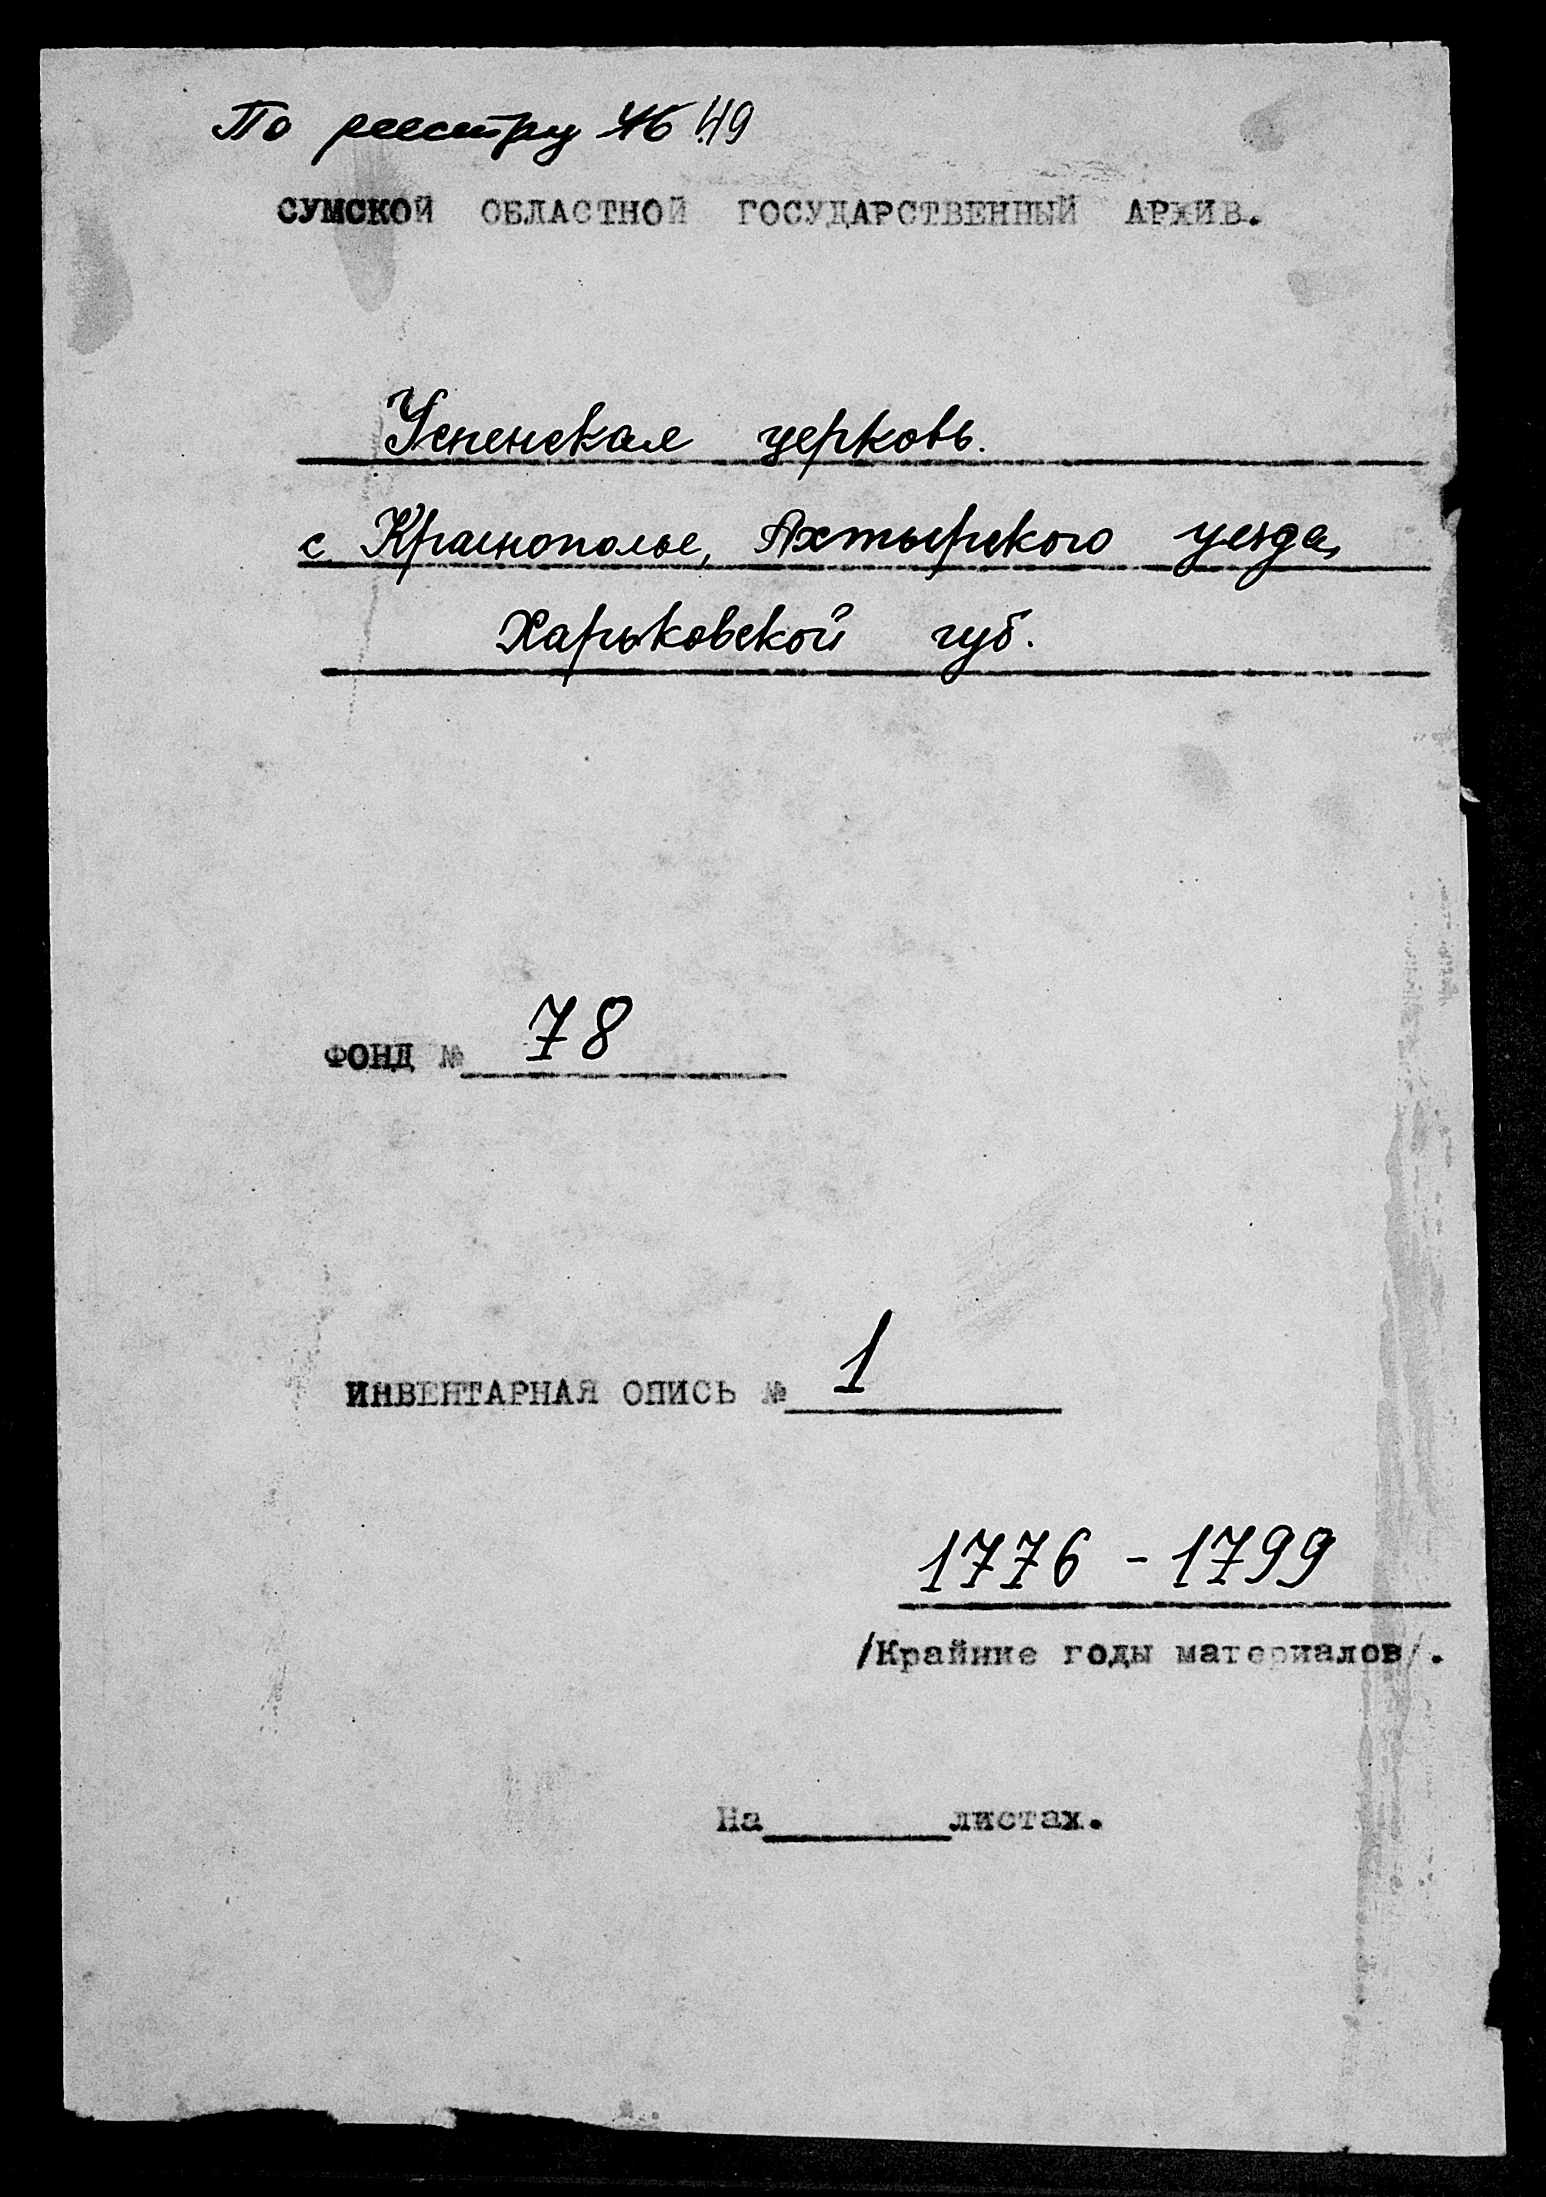 По реестру № 49
СУМСКОЙ ОБЛАСТНОЙ ГОСУДАРСТВЕННЫЙ АРХИВ.
Успенская церковь.
с. Краснополье, Ахтырского уезда,
Харьковской губ.
ФОНД № 78
ИНВЕНТАРНАЯ ОПИСЬ № 1
1776 - 1799
/Крайние годы материалов/.
На листах.